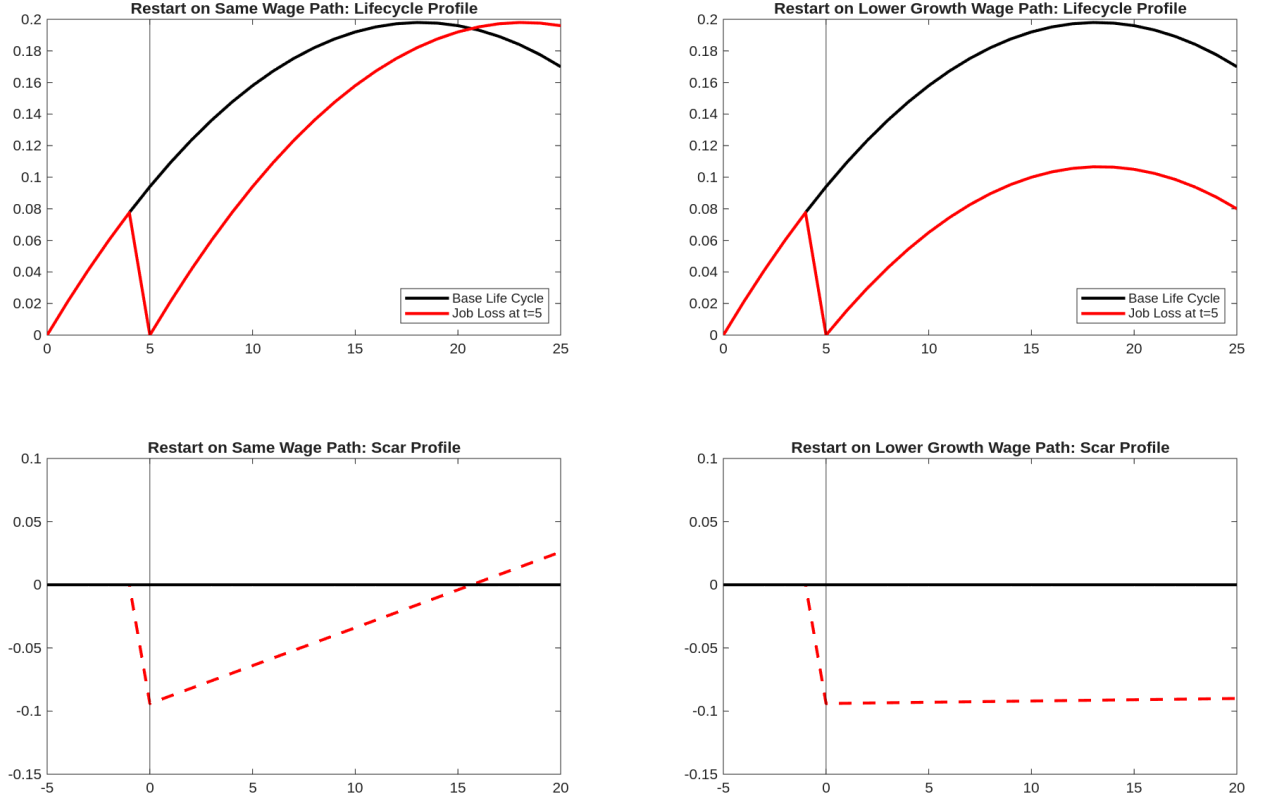 Restart on Same Wage Path: Lifecycle Profile
0.2
0.18
0.16
0.14
0.12
0.1
0.08
0.06
0.04
0.02
0
0 5 10 15 20 25
Base Life Cycle
Job Loss at t=5
Restart on Lower Growth Wage Path: Lifecycle Profile
0.2
0.18
0.16
0.14
0.12
0.1
0.08
0.06
0.04
0.02
0
0 5 10 15 20 25
Base Life Cycle
Job Loss at t=5
Restart on Same Wage Path: Scar Profile
0.1
0.05
0
-0.05
-0.1
-0.15
-5 0 5 10 15 20
Restart on Lower Growth Wage Path: Scar Profile
0.1
0.05
0
-0.05
-0.1
-0.15
-5 0 5 10 15 20